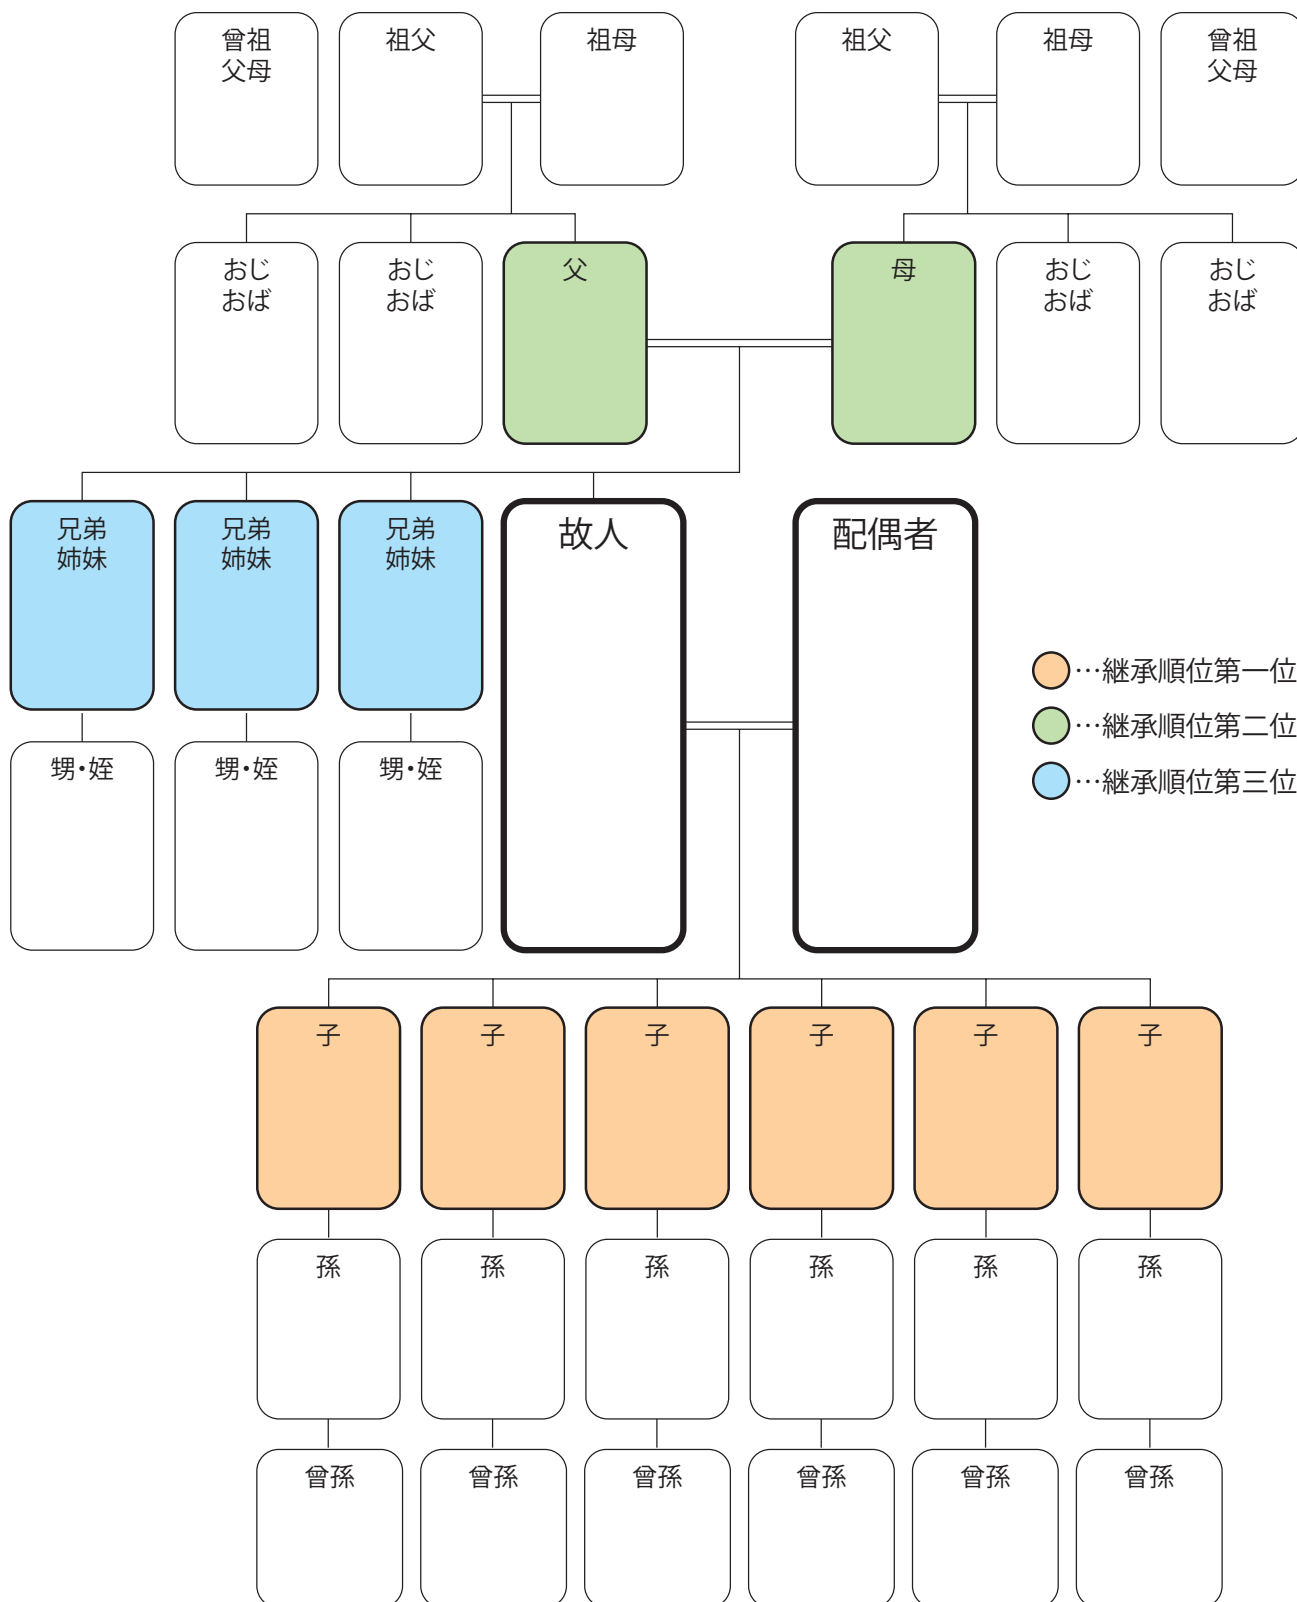 曾祖
父母
祖父
祖母
祖父
祖母
曾祖
父母
おじ
おば
おじ
おば
父
母
おじ
おば
おじ
おば
兄弟
姉妹
兄弟
姉妹
兄弟
姉妹
故人
配偶者
…継承順位第一位
…継承順位第二位
…継承順位第三位
甥・姪
甥・姪
甥・姪
子
子
子
子
子
子
孫
孫
孫
孫
孫
孫
曾孫
曾孫
曾孫
曾孫
曾孫
曾孫